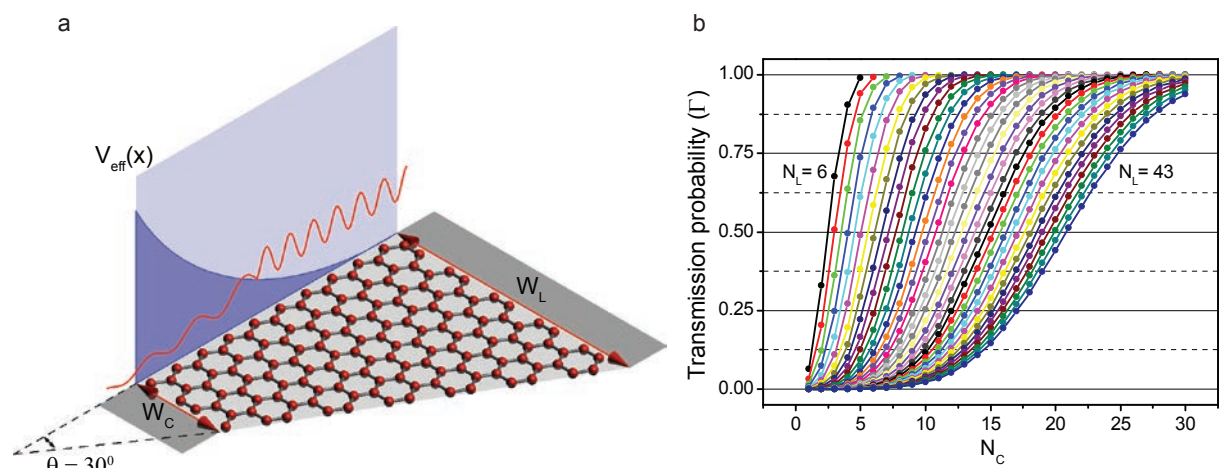 a
V_eff(x)
W_L
W_C
θ = 30⁰
b
Transmission probability (Γ)
1.00
0.75
0.50
0.25
0.00
N_L= 6
N_L= 43
0 5 10 15 20 25 30
N_C